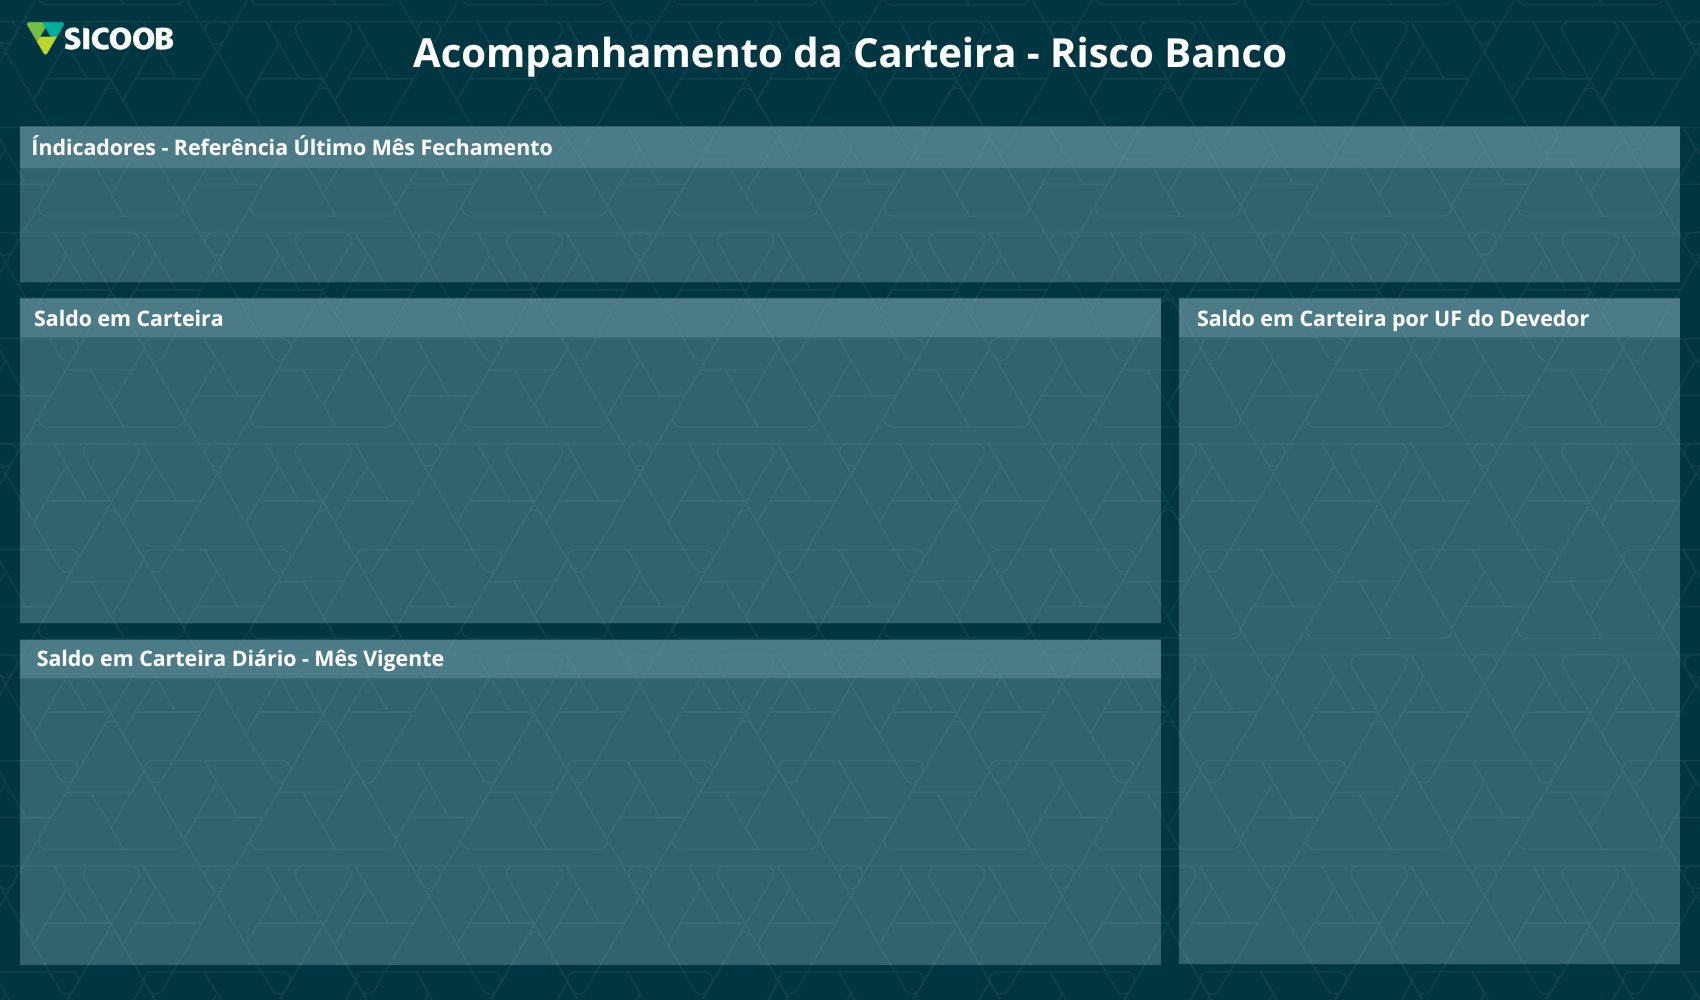 SICOOB
Acompanhamento da Carteira - Risco Banco
Índicadores - Referência Último Mês Fechamento
Saldo em Carteira
Saldo em Carteira por UF do Devedor
Saldo em Carteira Diário - Mês Vigente